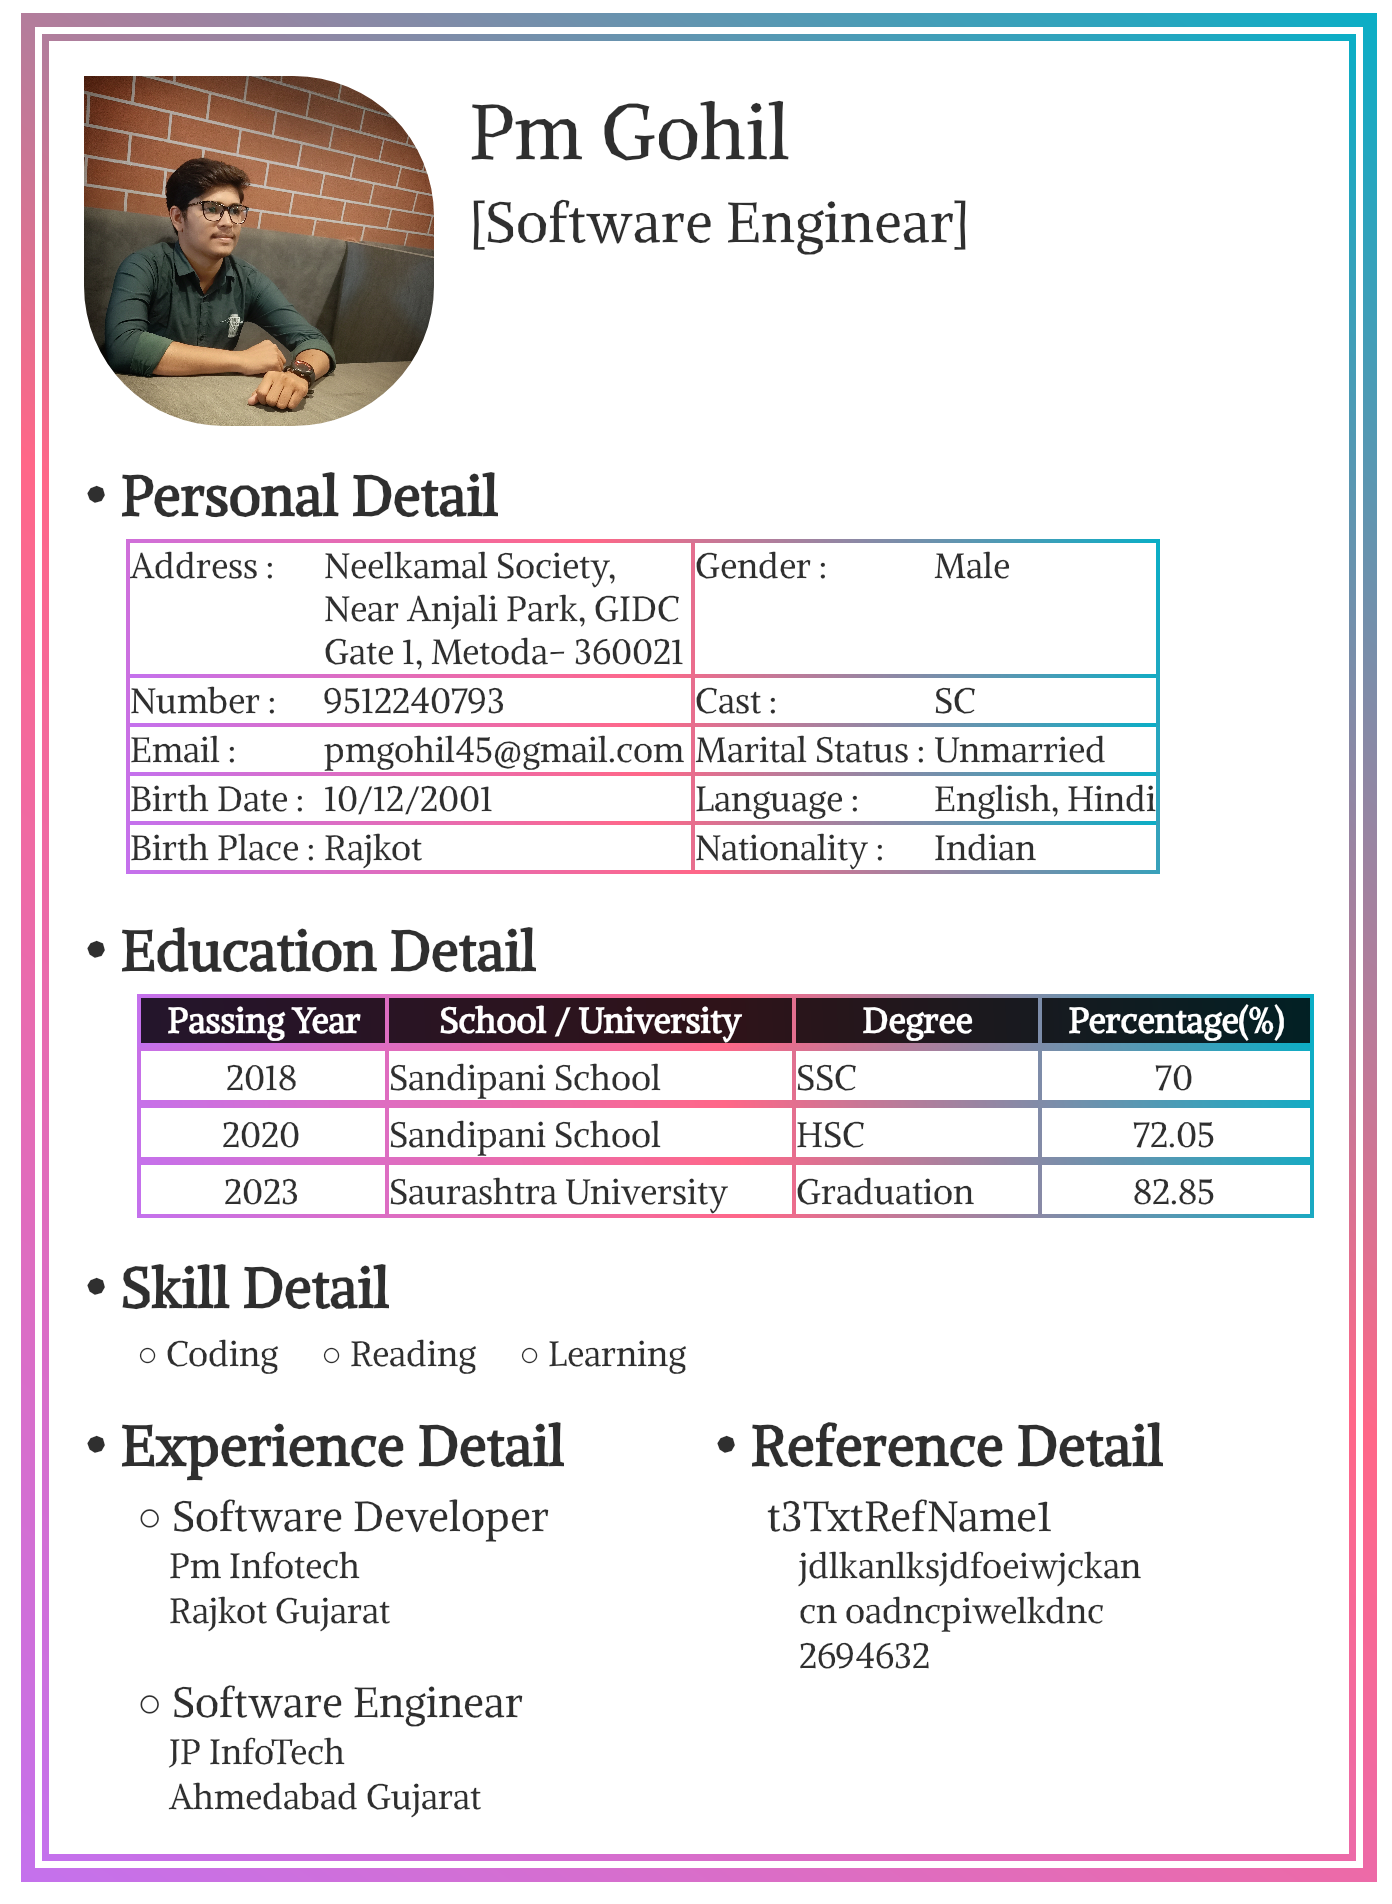 Pm Gohil
[Software Enginear]
• Personal Detail
Address : Neelkamal Society, Gender : Male
Near Anjali Park, GIDC
Gate 1, Metoda- 360021
Number : 9512240793 Cast : SC
Email : pmgohil45@gmail.com Marital Status : Unmarried
Birth Date : 10/12/2001 Language : English, Hindi
Birth Place : Rajkot Nationality : Indian
• Education Detail
Passing Year School / University Degree Percentage(%)
2018 Sandipani School SSC 70
2020 Sandipani School HSC 72.05
2023 Saurashtra University Graduation 82.85
• Skill Detail
○ Coding ○ Reading ○ Learning
• Experience Detail
○ Software Developer
Pm Infotech
Rajkot Gujarat
○ Software Enginear
JP InfoTech
Ahmedabad Gujarat
• Reference Detail
t3TxtRefName1
jdlkanlksjdfoeiwjckan
cn oadncpiwelkdnc
2694632